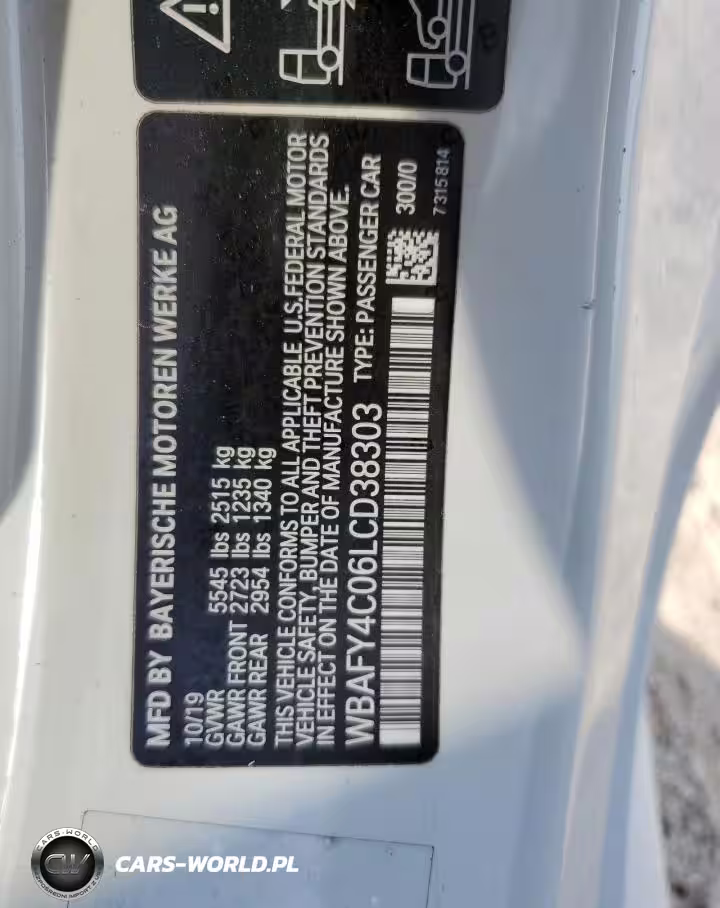 MFD BY BAYERISCHE MOTOREN WERKE AG
10/19
GVWR 5545 lbs 2515 kg
GAWR FRONT 2723 lbs 1235 kg
GAWR REAR 2954 lbs 1340 kg
THIS VEHICLE CONFORMS TO ALL APPLICABLE U.S. FEDERAL MOTOR
VEHICLE SAFETY, BUMPER AND THEFT PREVENTION STANDARDS
IN EFFECT ON THE DATE OF MANUFACTURE SHOWN ABOVE.
WBAFY4C06LCD38303 TYPE: PASSENGER CAR
300/0
7315814
CARS-WORLD
CW
CARS-WORLD.PL